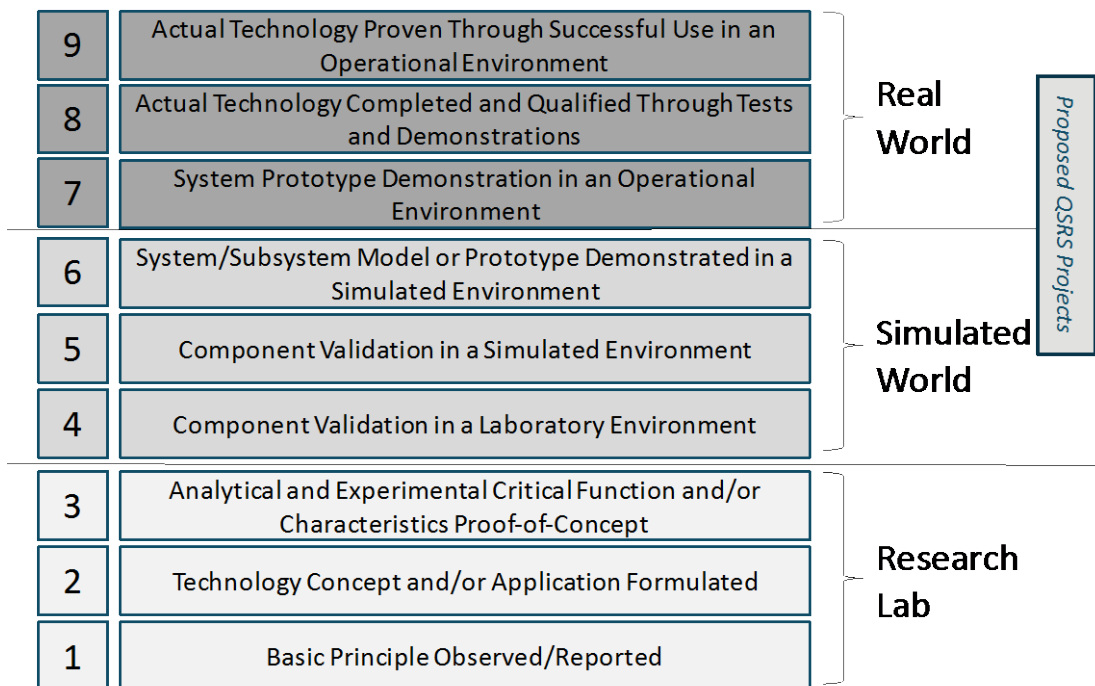 9
Actual Technology Proven Through Successful Use in an
Operational Environment
8
Actual Technology Completed and Qualified Through Tests
and Demonstrations
7
System Prototype Demonstration in an Operational
Environment
Real
World
6
System/Subsystem Model or Prototype Demonstrated in a
Simulated Environment
5
Component Validation in a Simulated Environment
4
Component Validation in a Laboratory Environment
Simulated
World
Proposed QSRS Projects
3
Analytical and Experimental Critical Function and/or
Characteristics Proof-of-Concept
2
Technology Concept and/or Application Formulated
1
Basic Principle Observed/Reported
Research
Lab